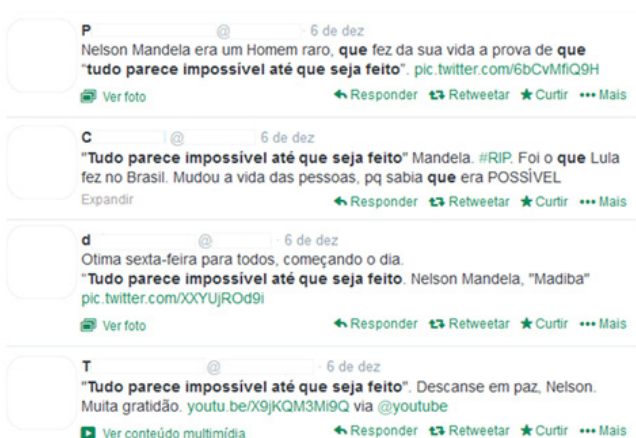 P @ · 6 de dez
Nelson Mandela era um Homem raro, que fez da sua vida a prova de que
“tudo parece impossível até que seja feito”. pic.twitter.com/6bCvMfiQ9H
Ver foto Responder Retweetar Curtir Mais
C @ 6 de dez
"Tudo parece impossível até que seja feito" Mandela. #RIP. Foi o que Lula
fez no Brasil. Mudou a vida das pessoas, pq sabia que era POSSÍVEL
Expandir Responder Retweetar Curtir Mais
d @ · 6 de dez
Otima sexta-feira para todos, começando o dia.
"Tudo parece impossível até que seja feito. Nelson Mandela, "Madiba"
pic.twitter.com/XXYUjROd9i
Ver foto Responder Retweetar Curtir Mais
T @ · 6 de dez
"Tudo parece impossível até que seja feito". Descanse em paz, Nelson.
Muita gratidão. youtu.be/X9jKQM3Mi9Q via @youtube
Ver conteúdo multimídia Responder Retweetar Curtir Mais